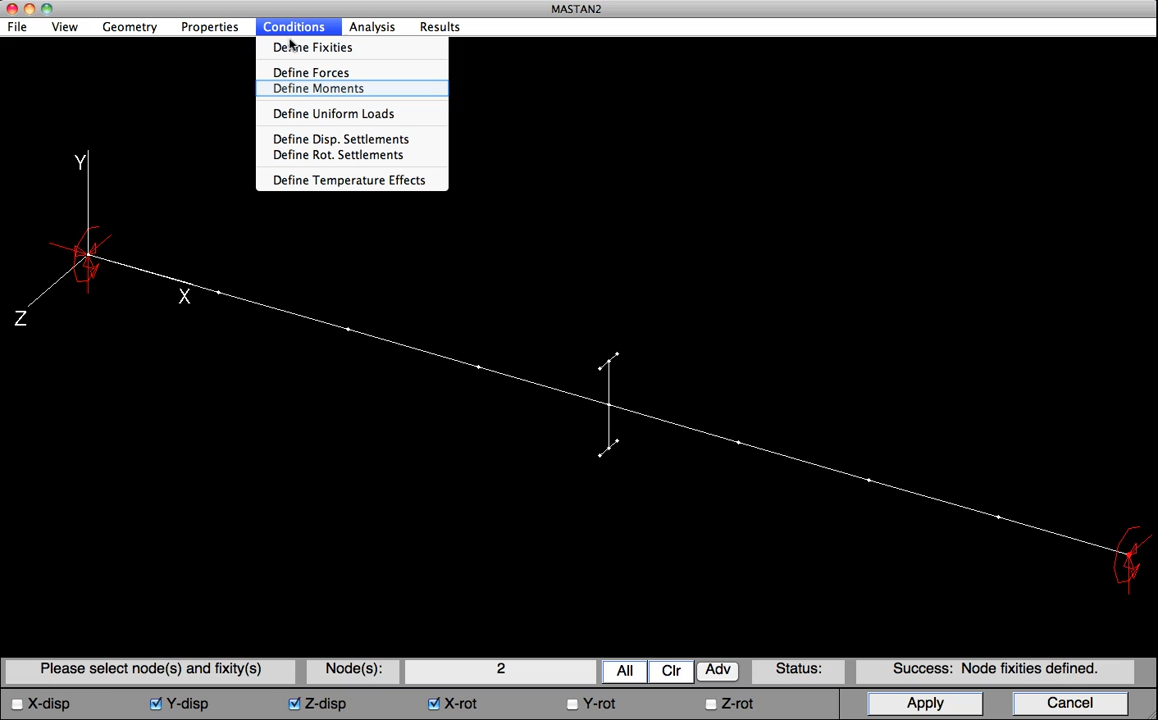 MASTAN2
File View Geometry Properties Conditions Analysis Results
Define Fixities
Define Forces
Define Moments
Define Uniform Loads
Define Disp. Settlements
Define Rot. Settlements
Define Temperature Effects
Y
X
Z
Please select node(s) and fixity(s) Node(s): 2 All Clr Adv Status: Success: Node fixities defined.
X-disp Y-disp Z-disp X-rot Y-rot Z-rot Apply Cancel